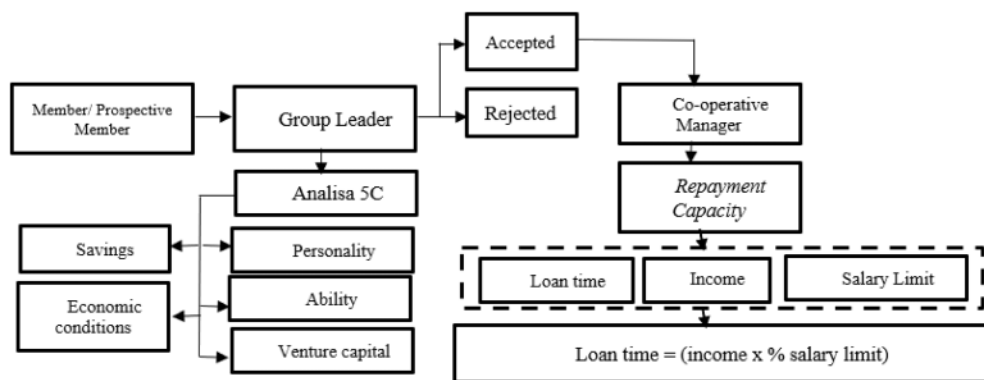 Member/ Prospective
Member
Group Leader
Accepted
Rejected
Co-operative
Manager
Repayment
Capacity
Analisa 5C
Savings
Personality
Economic
conditions
Ability
Venture capital
Loan time
Income
Salary Limit
Loan time = (income x % salary limit)